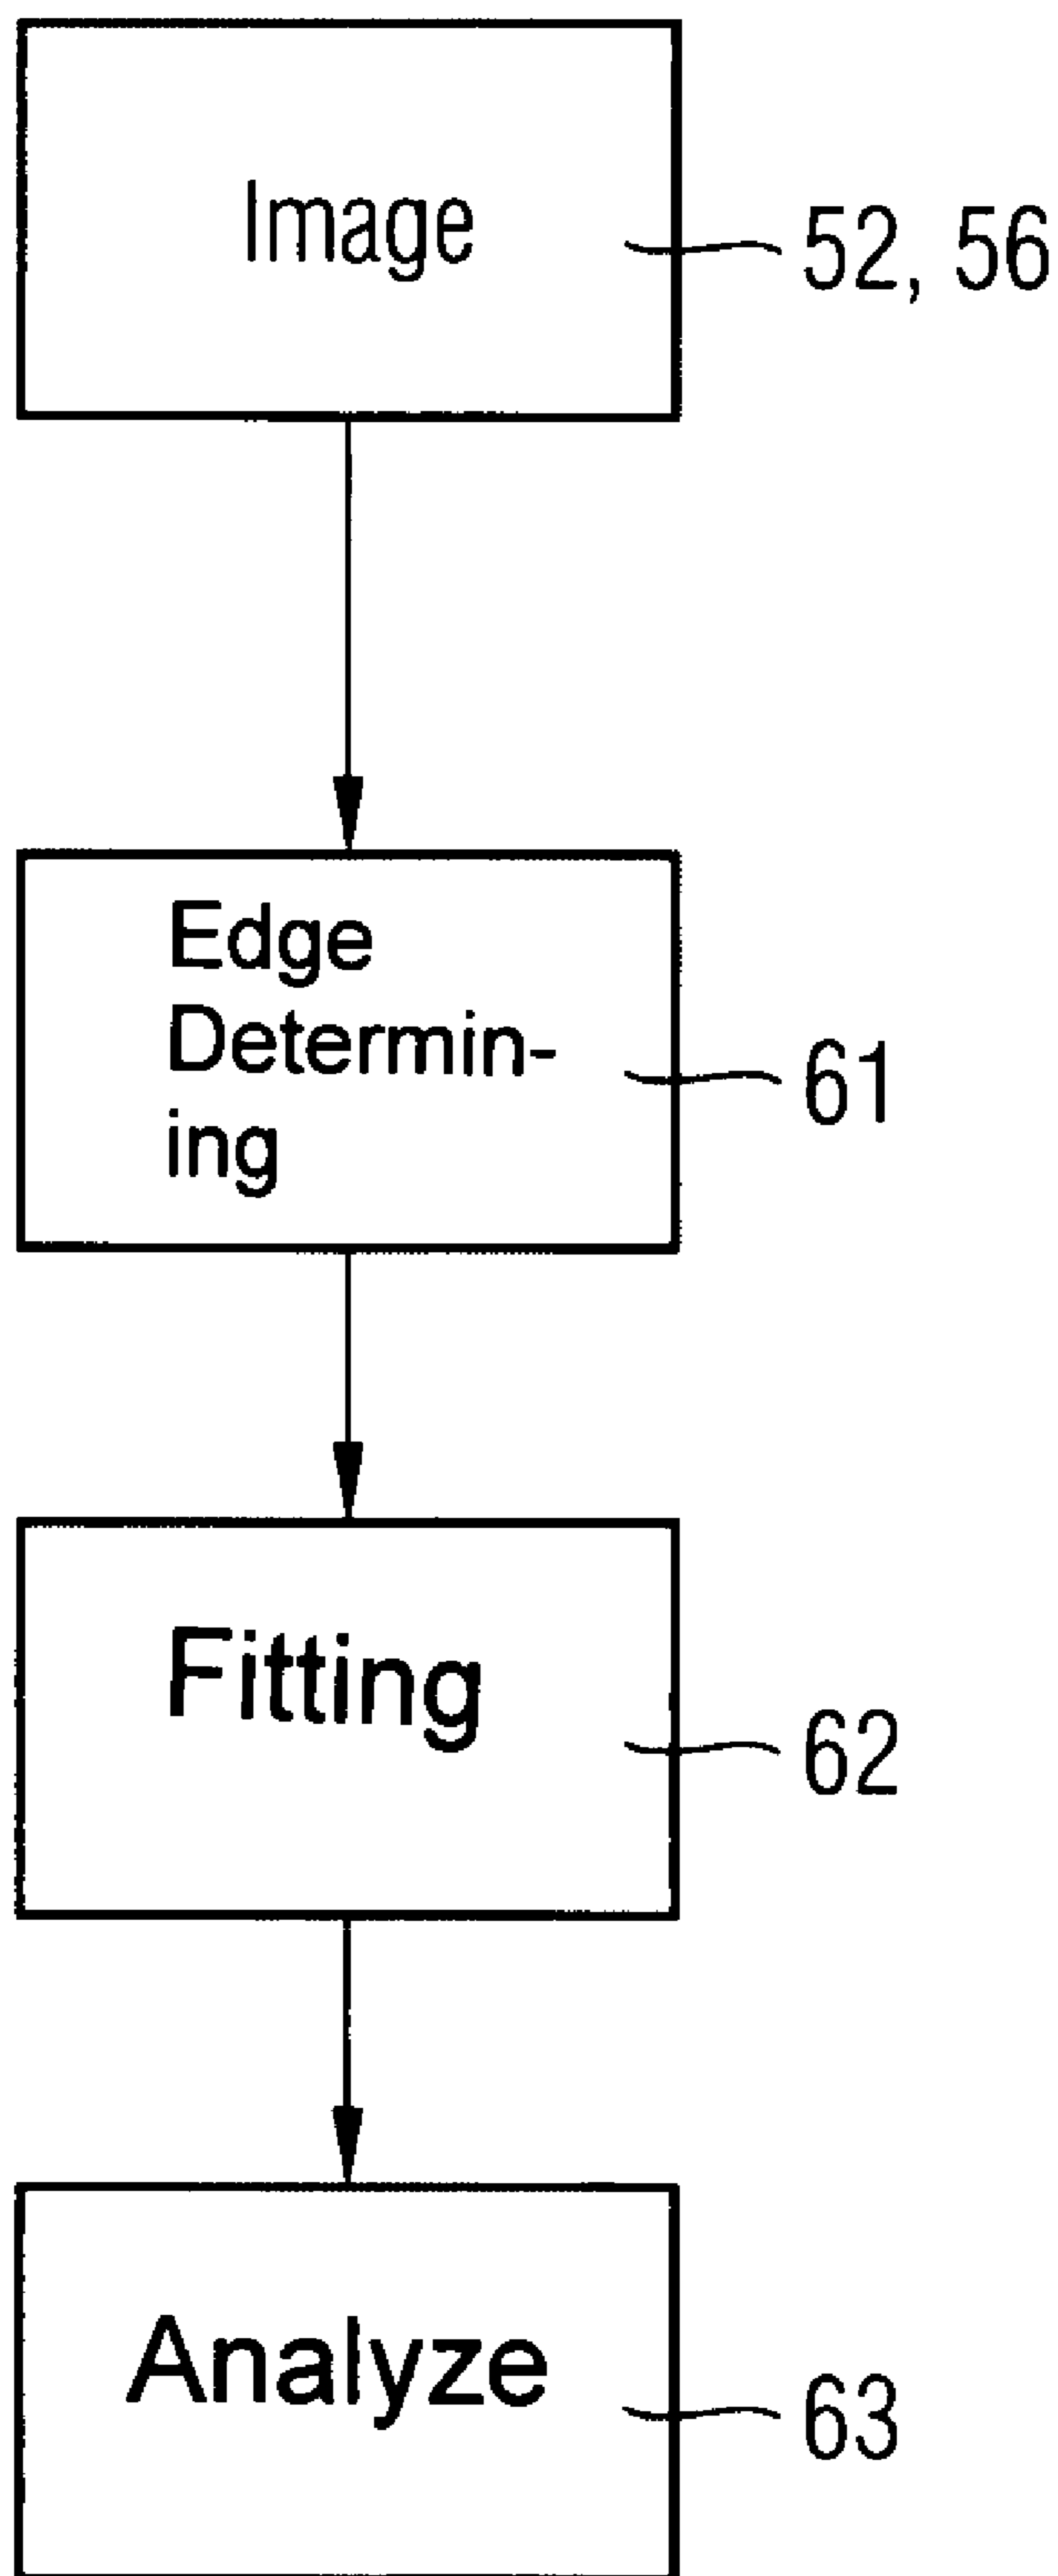 Image
52, 56
Edge
Determin-
ing
61
Fitting
62
Analyze
63